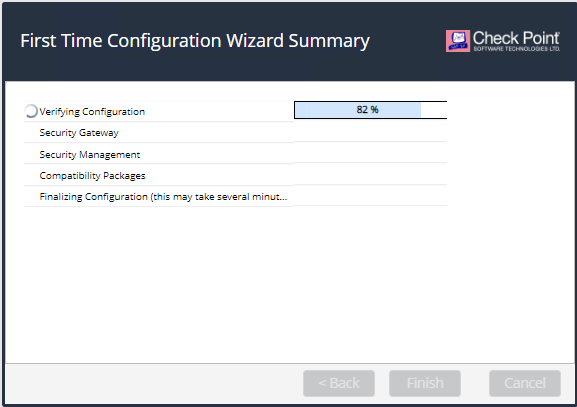 First Time Configuration Wizard Summary
Check Point
SOFTWARE TECHNOLOGIES LTD.
Verifying Configuration 82 %
Security Gateway
Security Management
Compatibility Packages
Finalizing Configuration (this may take several minut...
< Back Finish Cancel